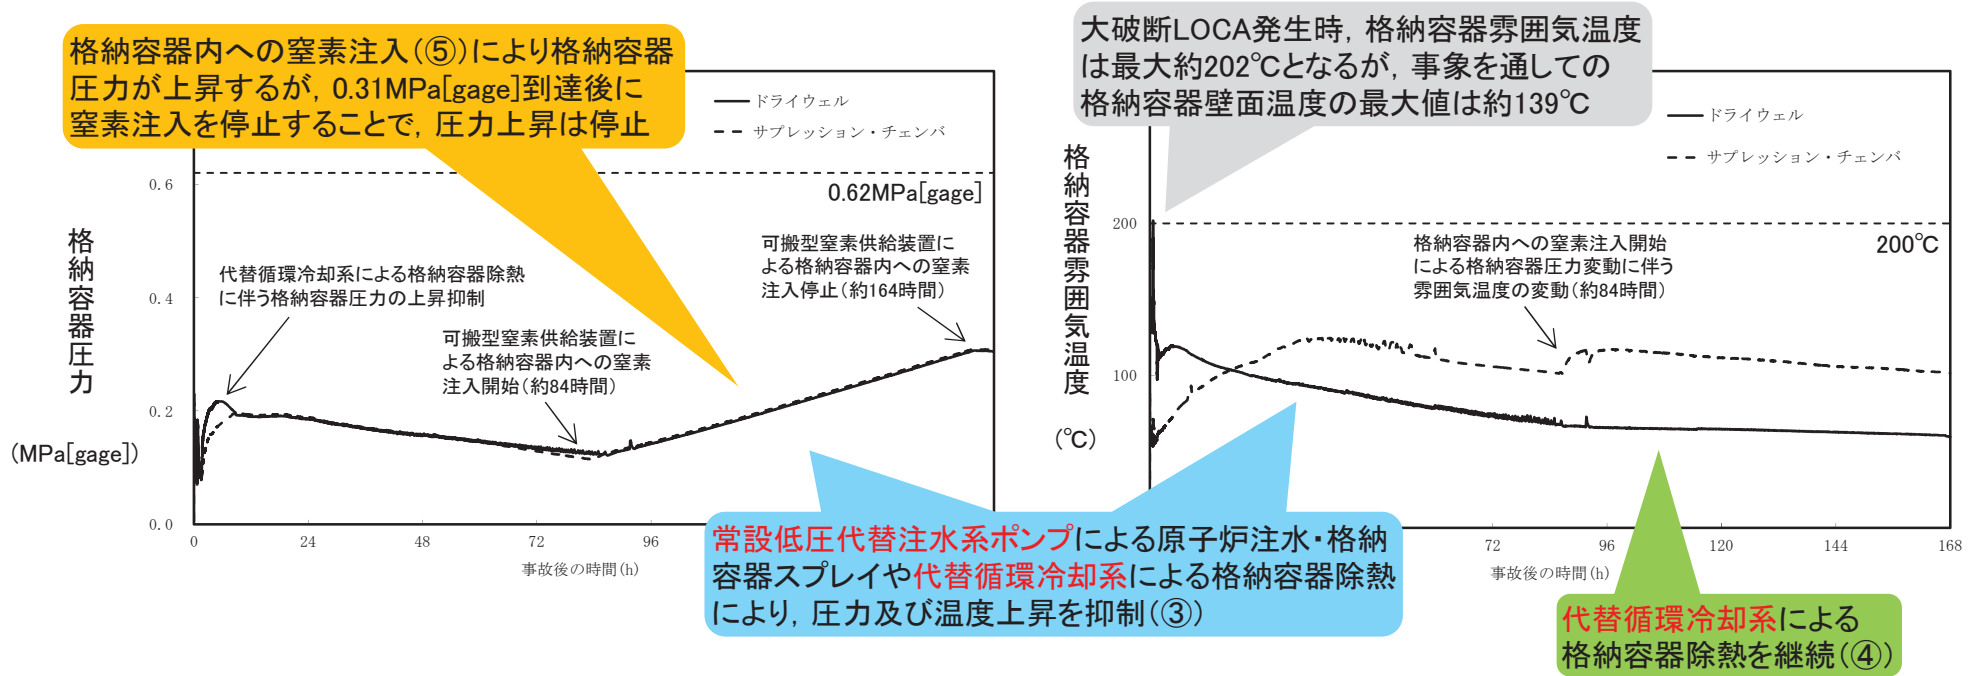 格納容器内への窒素注入(⑤)により格納容器
圧力が上昇するが，0.31MPa[gage]到達後に
窒素注入を停止することで，圧力上昇は停止
ドライウェル
サプレッション・チェンバ
0.62MPa[gage]
0.6
0.4
0.2
0.0
格納容器圧力
(MPa[gage])
代替循環冷却系による格納容器除熱
に伴う格納容器圧力の上昇抑制
可搬型窒素供給装置に
よる格納容器内への窒素
注入開始(約84時間)
可搬型窒素供給装置に
よる格納容器内への窒素
注入停止(約164時間)
0 24 48 72 96
事故後の時間(h)
大破断LOCA発生時，格納容器雰囲気温度
は最大約202℃となるが，事象を通しての
格納容器壁面温度の最大値は約139℃
ドライウェル
サプレッション・チェンバ
格納容器雰囲気温度
(℃)
200
100
200℃
格納容器内への窒素注入開始
による格納容器圧力変動に伴う
雰囲気温度の変動(約84時間)
72 96 120 144 168
事故後の時間(h)
常設低圧代替注水系ポンプによる原子炉注水・格納
容器スプレイや代替循環冷却系による格納容器除熱
により，圧力及び温度上昇を抑制(③)
代替循環冷却系による
格納容器除熱を継続(④)